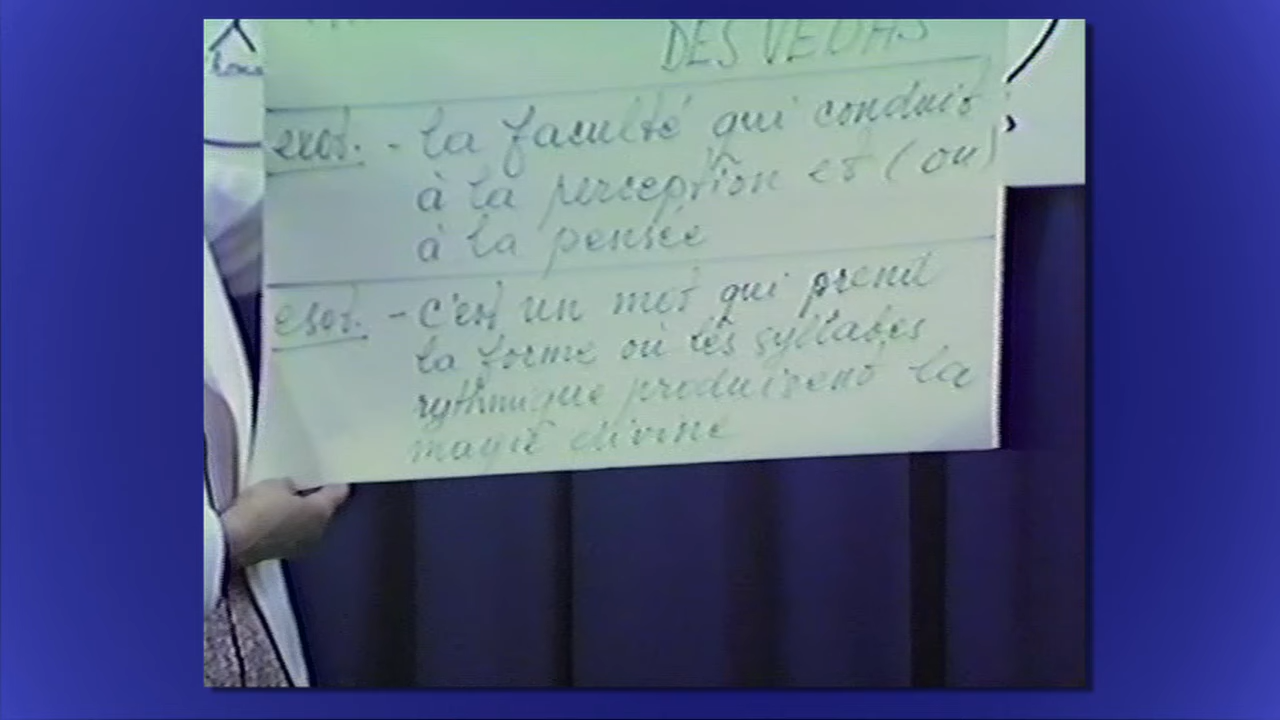 DES VEDAS
exot. - la faculté qui conduit
à la perception et (ou)
à la pensée
esot. - c'est un mot qui prend
la forme où les syllabes
rythmique produisent la
magie divine